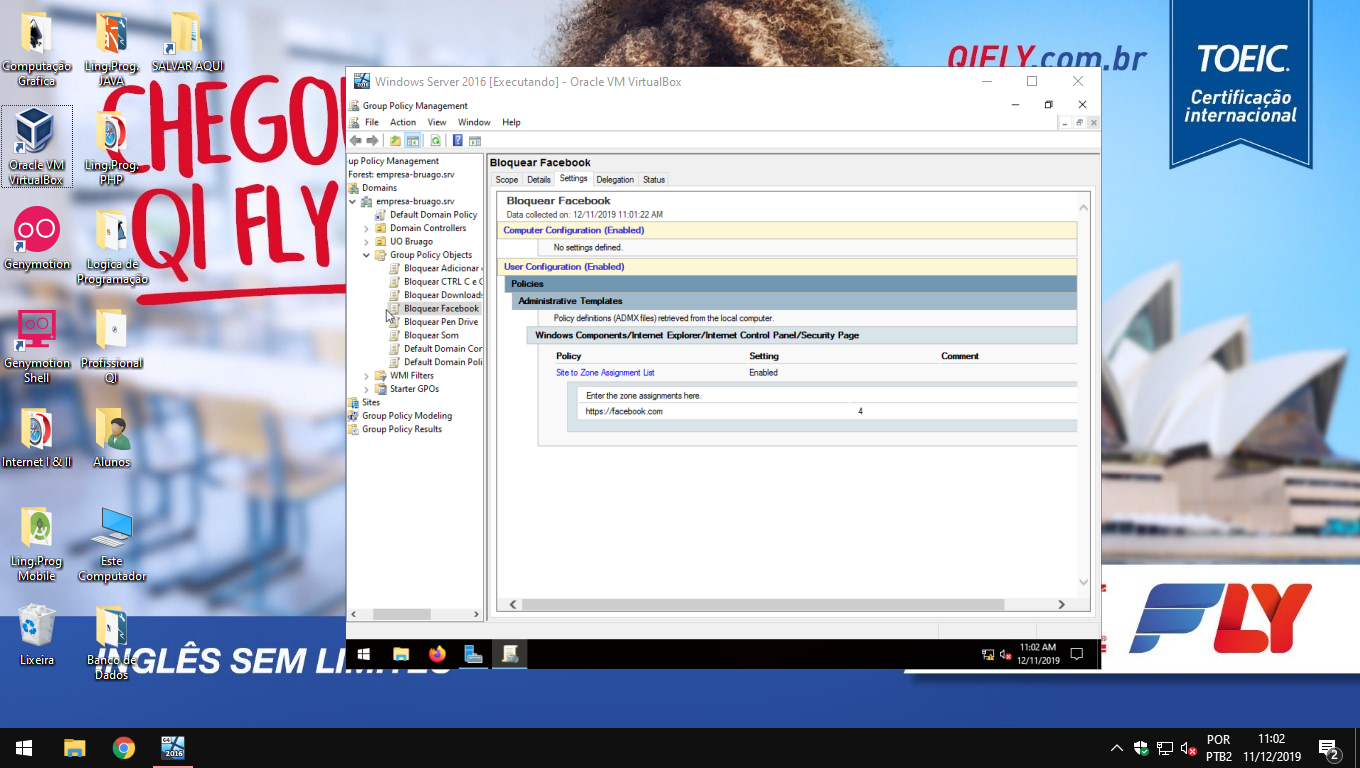 Computação
Gráfica
Ling.Prog.
JAVA
SALVAR AQUI
Oracle VM
VirtualBox
Ling.Prog.
PHP
Genymotion
Logica de
Programação
Genymotion
Shell
Profissional
QI
Internet I & II
Alunos
Ling.Prog
Mobile
Este
Computador
Lixeira
Banco de
Dados
QI FLY
INGLÊS SEM
QIFLY.com.br
TOEIC.
Certificação
internacional
FLY
Windows Server 2016 [Executando] - Oracle VM VirtualBox
Group Policy Management
File Action View Window Help
up Policy Management
Forest: empresa-bruago.srv
Domains
empresa-bruago.srv
Default Domain Policy
Domain Controllers
UO Bruago
Group Policy Objects
Bloquear Adicionar
Bloquear CTRL C e C
Bloquear Downloads
Bloquear Facebook
Bloquear Pen Drive
Bloquear Som
Default Domain Con
Default Domain Poli
WMI Filters
Starter GPOs
Sites
Group Policy Modeling
Group Policy Results
Bloquear Facebook
Scope Details Settings Delegation Status
Bloquear Facebook
Data collected on: 12/11/2019 11:01:22 AM
Computer Configuration (Enabled)
No settings defined.
User Configuration (Enabled)
Policies
Administrative Templates
Policy definitions (ADMX files) retrieved from the local computer.
Windows Components/Internet Explorer/Internet Control Panel/Security Page
Policy Setting Comment
Site to Zone Assignment List Enabled
Enter the zone assignments here.
https://facebook.com 4
11:02 AM
12/11/2019
2016
POR
PTB2
11:02
11/12/2019
2